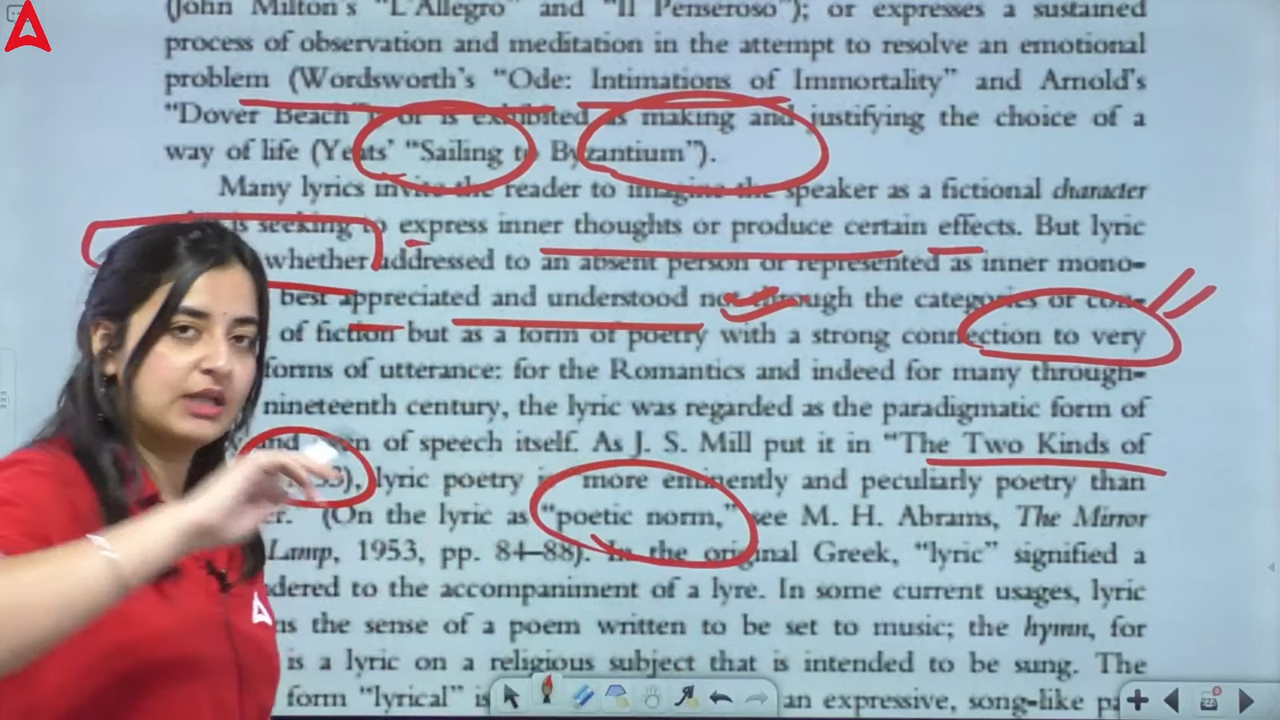 (John Milton's "L'Allegro" and "Il Penseroso"); or expresses a sustained
process of observation and meditation in the attempt to resolve an emotional
problem (Wordsworth's "Ode: Intimations of Immortality" and Arnold's
"Dover Beach"); or is exhibited as making and justifying the choice of a
way of life (Yeats' "Sailing to Byzantium").
Many lyrics invite the reader to imagine the speaker as a fictional character
is seeking to express inner thoughts or produce certain effects. But lyric
whether addressed to an absent person or represented as inner mono-
best appreciated and understood not through the categories or con-
of fiction but as a form of poetry with a strong connection to very
forms of utterance: for the Romantics and indeed for many through-
nineteenth century, the lyric was regarded as the paradigmatic form of
and of speech itself. As J. S. Mill put it in "The Two Kinds of
lyric poetry is more eminently and peculiarly poetry than
(On the lyric as "poetic norm," see M. H. Abrams, The Mirror
Lamp, 1953, pp. 84–88). In the original Greek, "lyric" signified a
dered to the accompaniment of a lyre. In some current usages, lyric
ns the sense of a poem written to be set to music; the hymn, for
is a lyric on a religious subject that is intended to be sung. The
form "lyrical" is an expressive, song-like pa